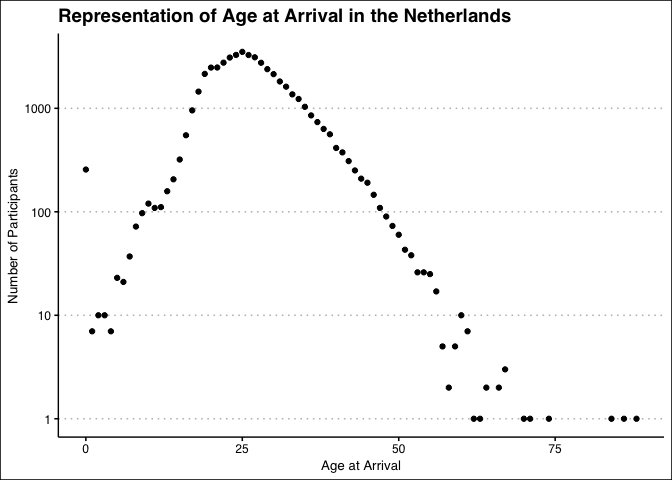 Representation of Age at Arrival in the Netherlands
Number of Participants
1000
100
10
1
0 25 50 75
Age at Arrival